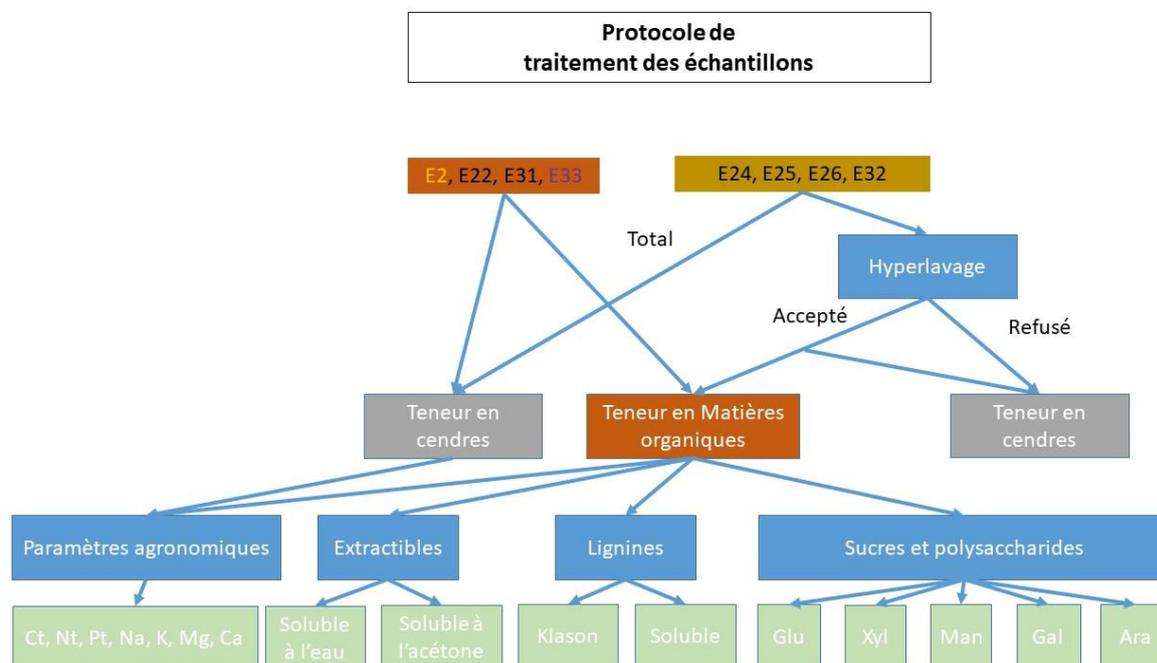 Protocole de
traitement des échantillons
E2, E22, E31, E33
E24, E25, E26, E32
Total
Hyperlavage
Accepté
Refusé
Teneur en
cendres
Teneur en Matières
organiques
Teneur en
cendres
Paramètres agronomiques
Extractibles
Lignines
Sucres et polysaccharides
Ct, Nt, Pt, Na, K, Mg, Ca
Soluble
à l'eau
Soluble à
l'acétone
Klason
Soluble
Glu
Xyl
Man
Gal
Ara